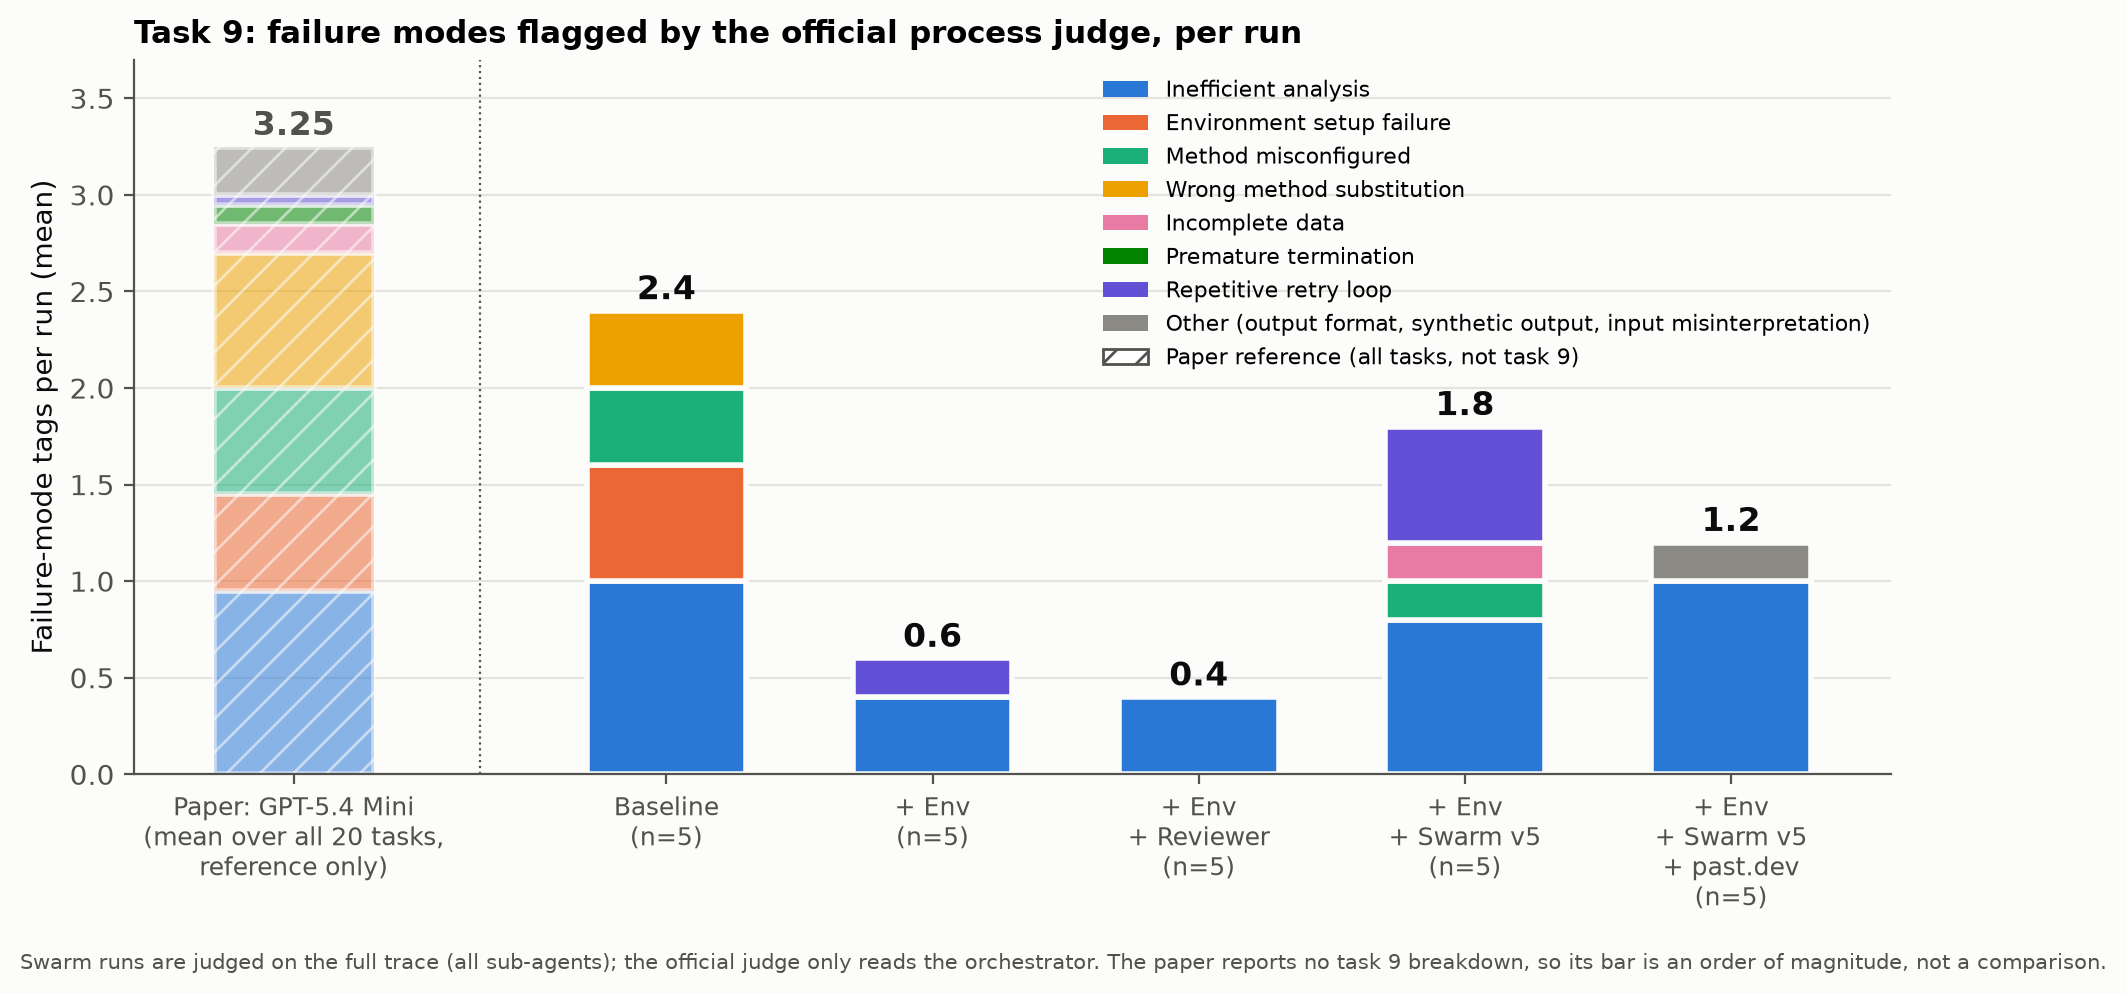 Task 9: failure modes flagged by the official process judge, per run
Failure-mode tags per run (mean)
3.5
3.0
2.5
2.0
1.5
1.0
0.5
0.0
3.25
2.4
0.6
0.4
1.8
1.2
Inefficient analysis
Environment setup failure
Method misconfigured
Wrong method substitution
Incomplete data
Premature termination
Repetitive retry loop
Other (output format, synthetic output, input misinterpretation)
Paper reference (all tasks, not task 9)
Paper: GPT-5.4 Mini
(mean over all 20 tasks,
reference only)
Baseline
(n=5)
+ Env
(n=5)
+ Env
+ Reviewer
(n=5)
+ Env
+ Swarm v5
(n=5)
+ Env
+ Swarm v5
+ past.dev
(n=5)
Swarm runs are judged on the full trace (all sub-agents); the official judge only reads the orchestrator. The paper reports no task 9 breakdown, so its bar is an order of magnitude, not a comparison.